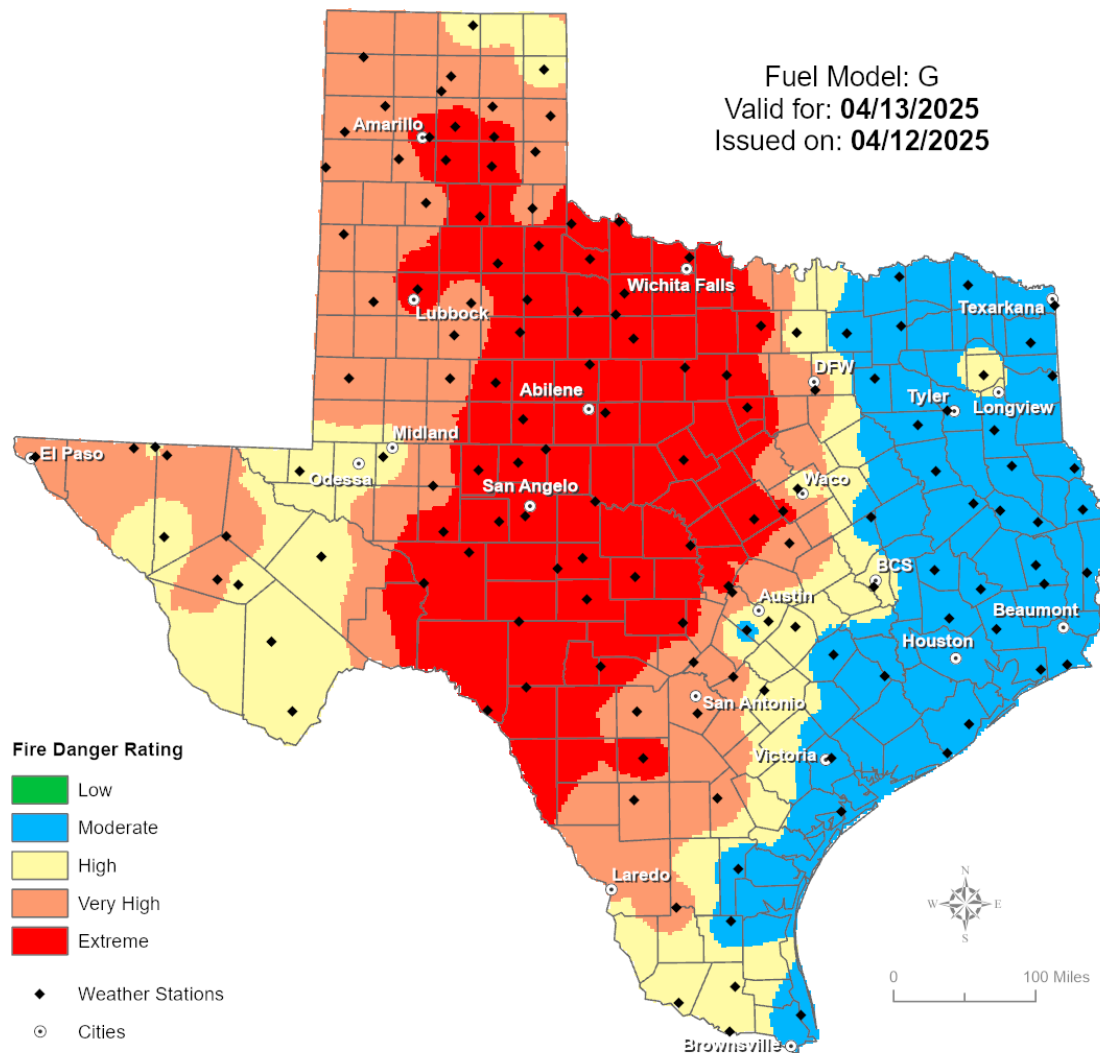 Fuel Model: G
Valid for: 04/13/2025
Issued on: 04/12/2025
Amarillo
Wichita Falls
Lubbock
Texarkana
DFW
Abilene
Tyler
Longview
Midland
El Paso
Odessa
San Angelo
Waco
BCS
Austin
Beaumont
Houston
San Antonio
Victoria
Laredo
Brownsville
Fire Danger Rating
Low
Moderate
High
Very High
Extreme
Weather Stations
Cities
N
W E
S
0 100 Miles